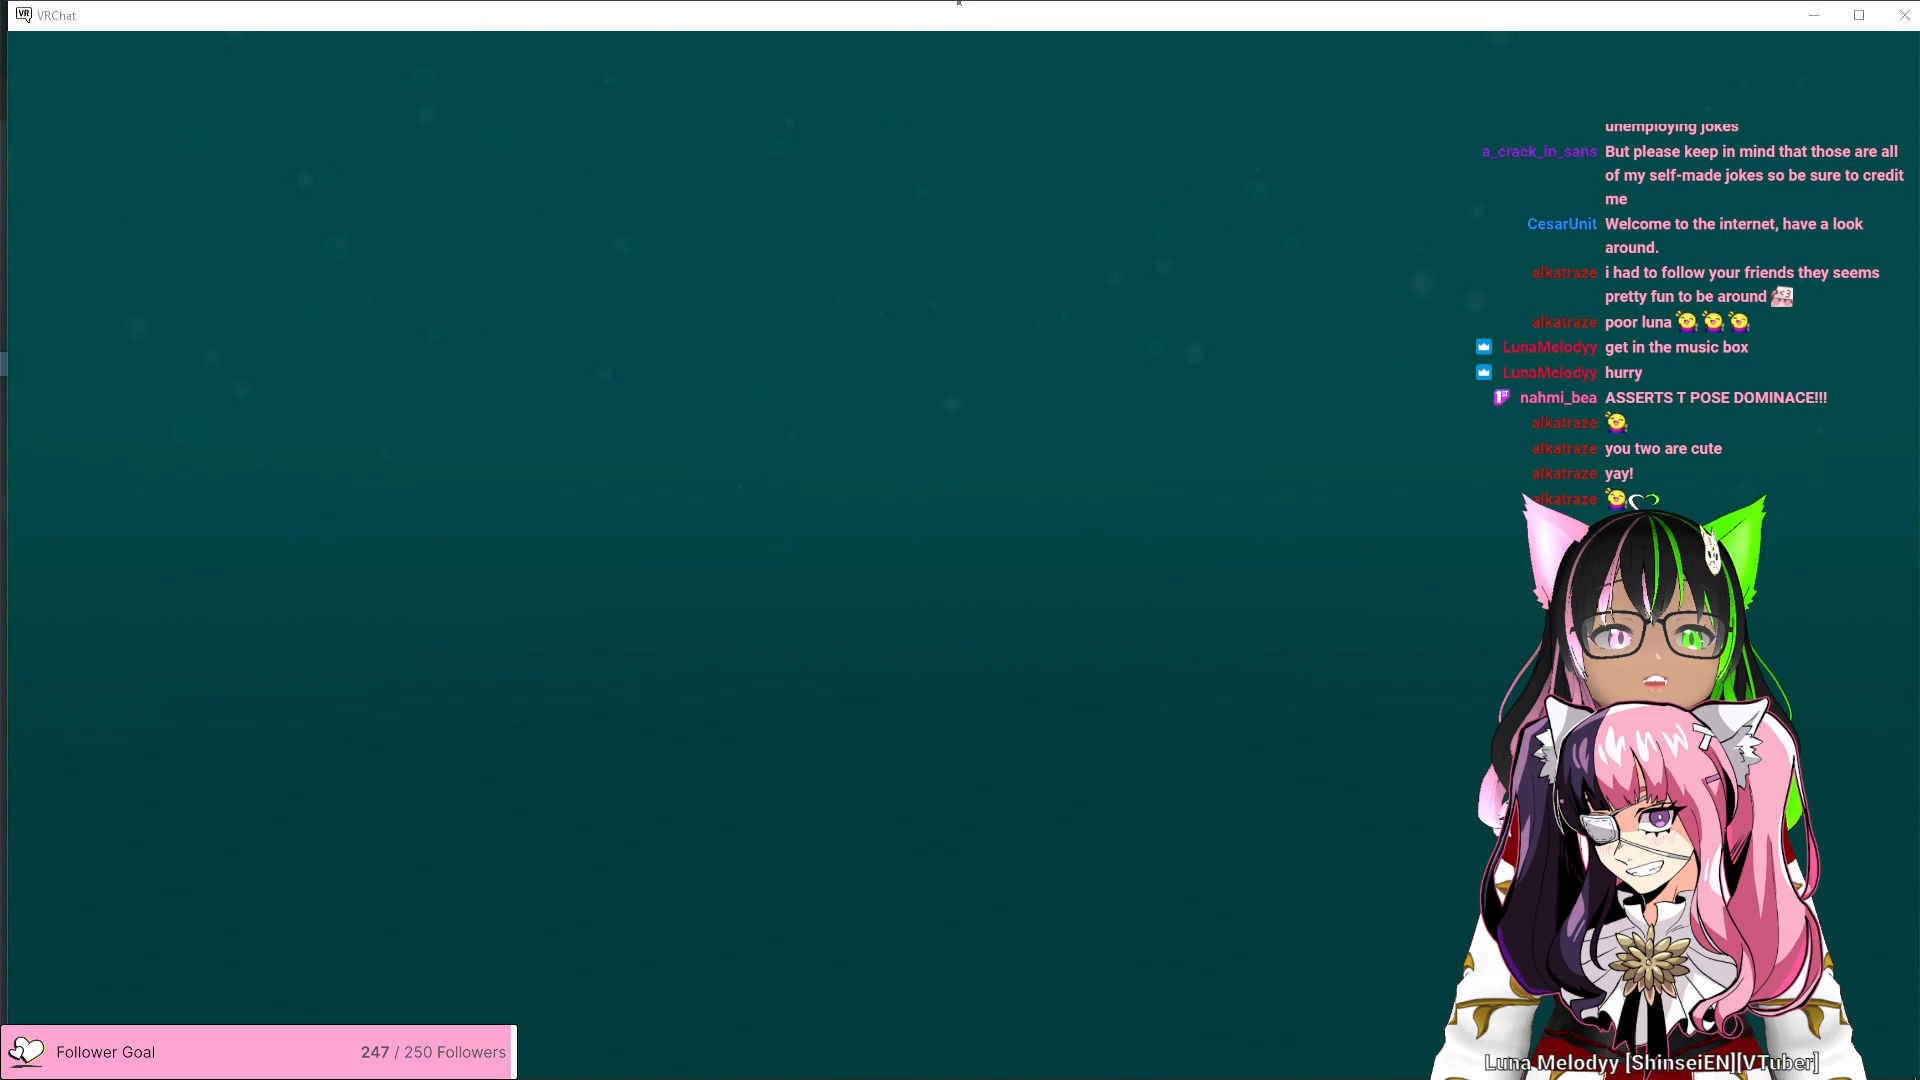 VRChat
unemploying jokes
a_crack_in_sans But please keep in mind that those are all
of my self-made jokes so be sure to credit
me
CesarUnit Welcome to the internet, have a look
around.
alkatraze i had to follow your friends they seems
pretty fun to be around
alkatraze poor luna
LunaMelodyy get in the music box
LunaMelodyy hurry
1ST nahmi_bea ASSERTS T POSE DOMINACE!!!
alkatraze
alkatraze you two are cute
alkatraze yay!
alkatraze
Follower Goal 247 / 250 Followers
Luna Melodyy [ShinseiEN][VTuber]